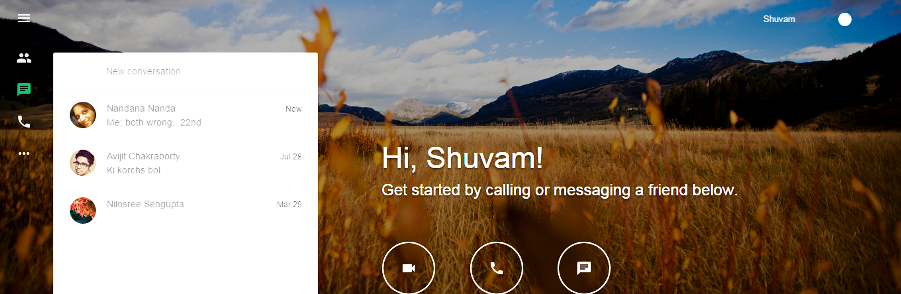 Shuvam
New conversation
Nandana Nanda
Now
Me: both wrong.. 22nd
Avijit Chakraborty
Jul 28
Ki korchs bol
Nilosree Sengupta
Mar 29
Hi, Shuvam!
Get started by calling or messaging a friend below.